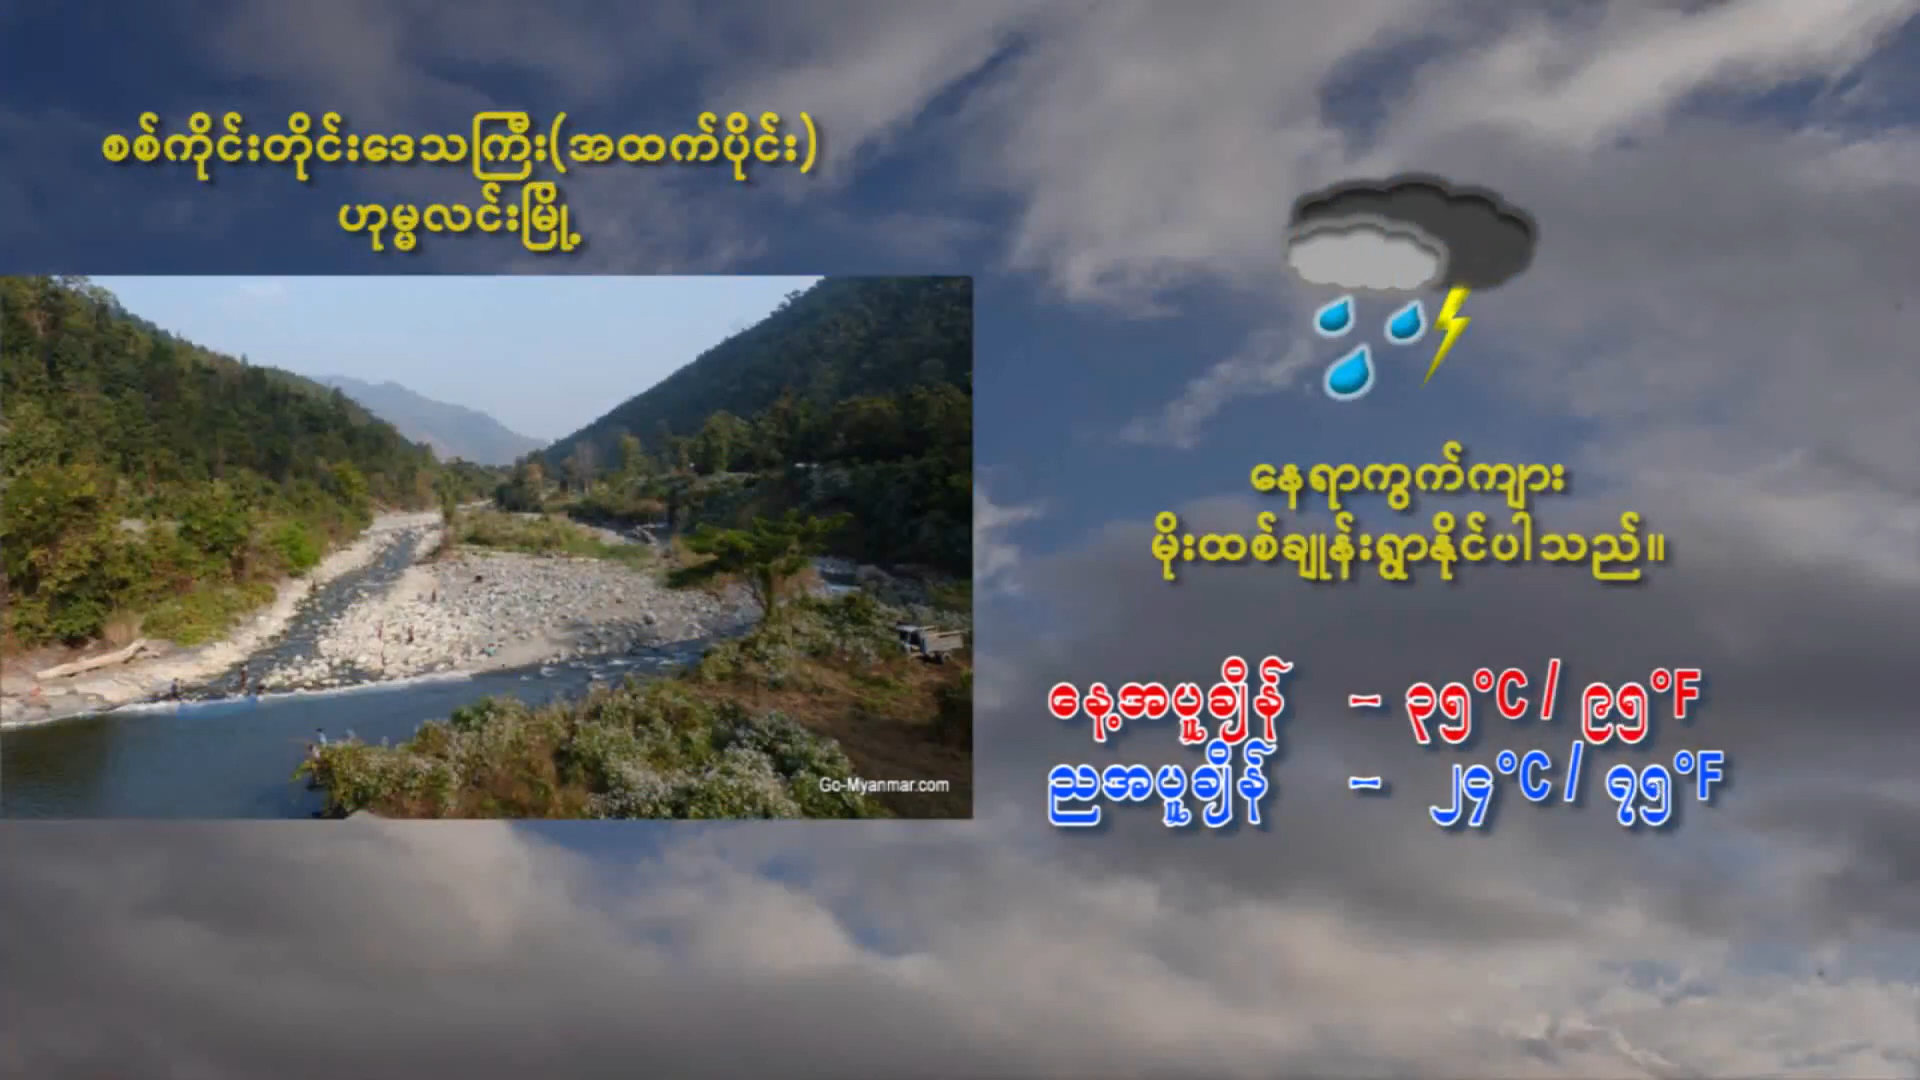 စစ်ကိုင်းတိုင်းဒေသကြီး(အထက်ပိုင်း)
ဟုမ္မလင်းမြို့
Go-Myanmar.com
နေရာကွက်ကျား
မိုးထစ်ချုန်းရွာနိုင်ပါသည်။
နေ့အပူချိန် - ၃၅°C / ၉၅°F
ညအပူချိန် - ၂၄°C / ၇၅°F